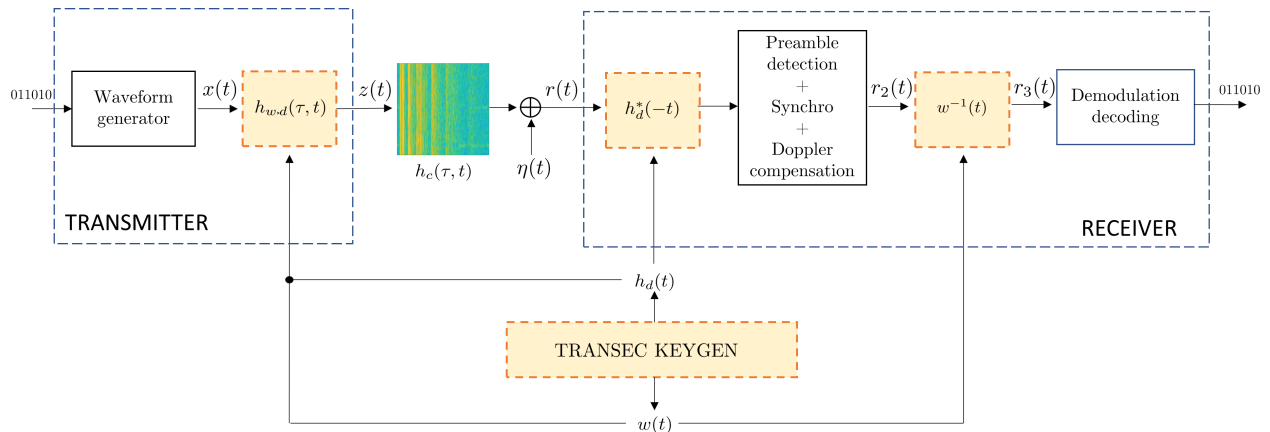 011010
Waveform
generator
x(t)
h_{w·d}(τ, t)
z(t)
h_c(τ, t)
η(t)
r(t)
h_d^*(−t)
Preamble
detection
+
Synchro
+
Doppler
compensation
r_2(t)
w^{−1}(t)
r_3(t)
Demodulation
decoding
011010
TRANSMITTER
RECEIVER
h_d(t)
TRANSEC KEYGEN
w(t)